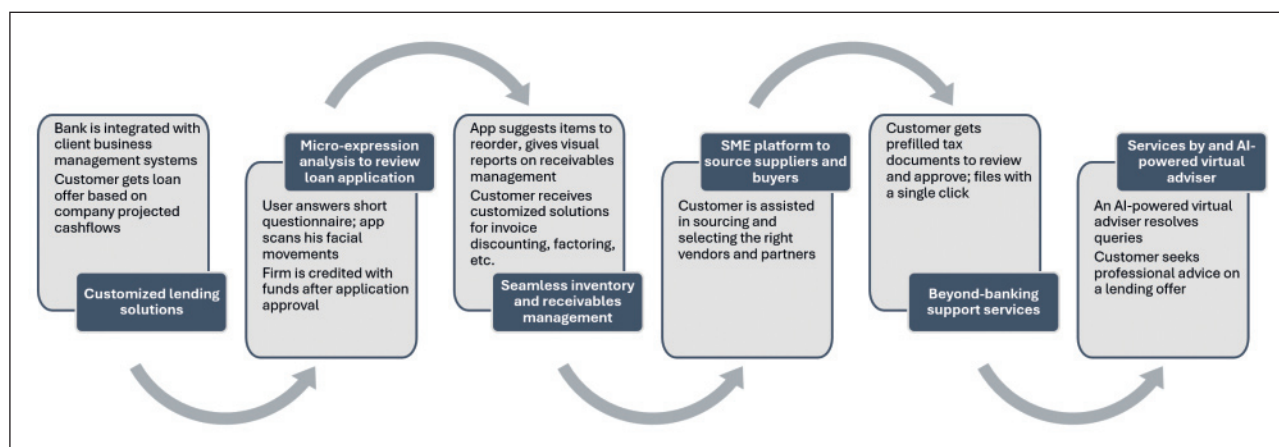 Bank is integrated with
client business
management systems
Customer gets loan
offer based on
company projected
cashflows
Customized lending
solutions
Micro-expression
analysis to review
loan application
User answers short
questionnaire; app
scans his facial
movements
Firm is credited with
funds after application
approval
App suggests items to
reorder, gives visual
reports on receivables
management
Customer receives
customized solutions
for invoice
discounting, factoring,
etc.
Seamless inventory
and receivables
management
SME platform to
source suppliers and
buyers
Customer is assisted
in sourcing and
selecting the right
vendors and partners
Customer gets
prefilled tax
documents to review
and approve; files with
a single click
Beyond-banking
support services
Services by and AI-
powered virtual
adviser
An AI-powered virtual
adviser resolves
queries
Customer seeks
professional advice on
a lending offer